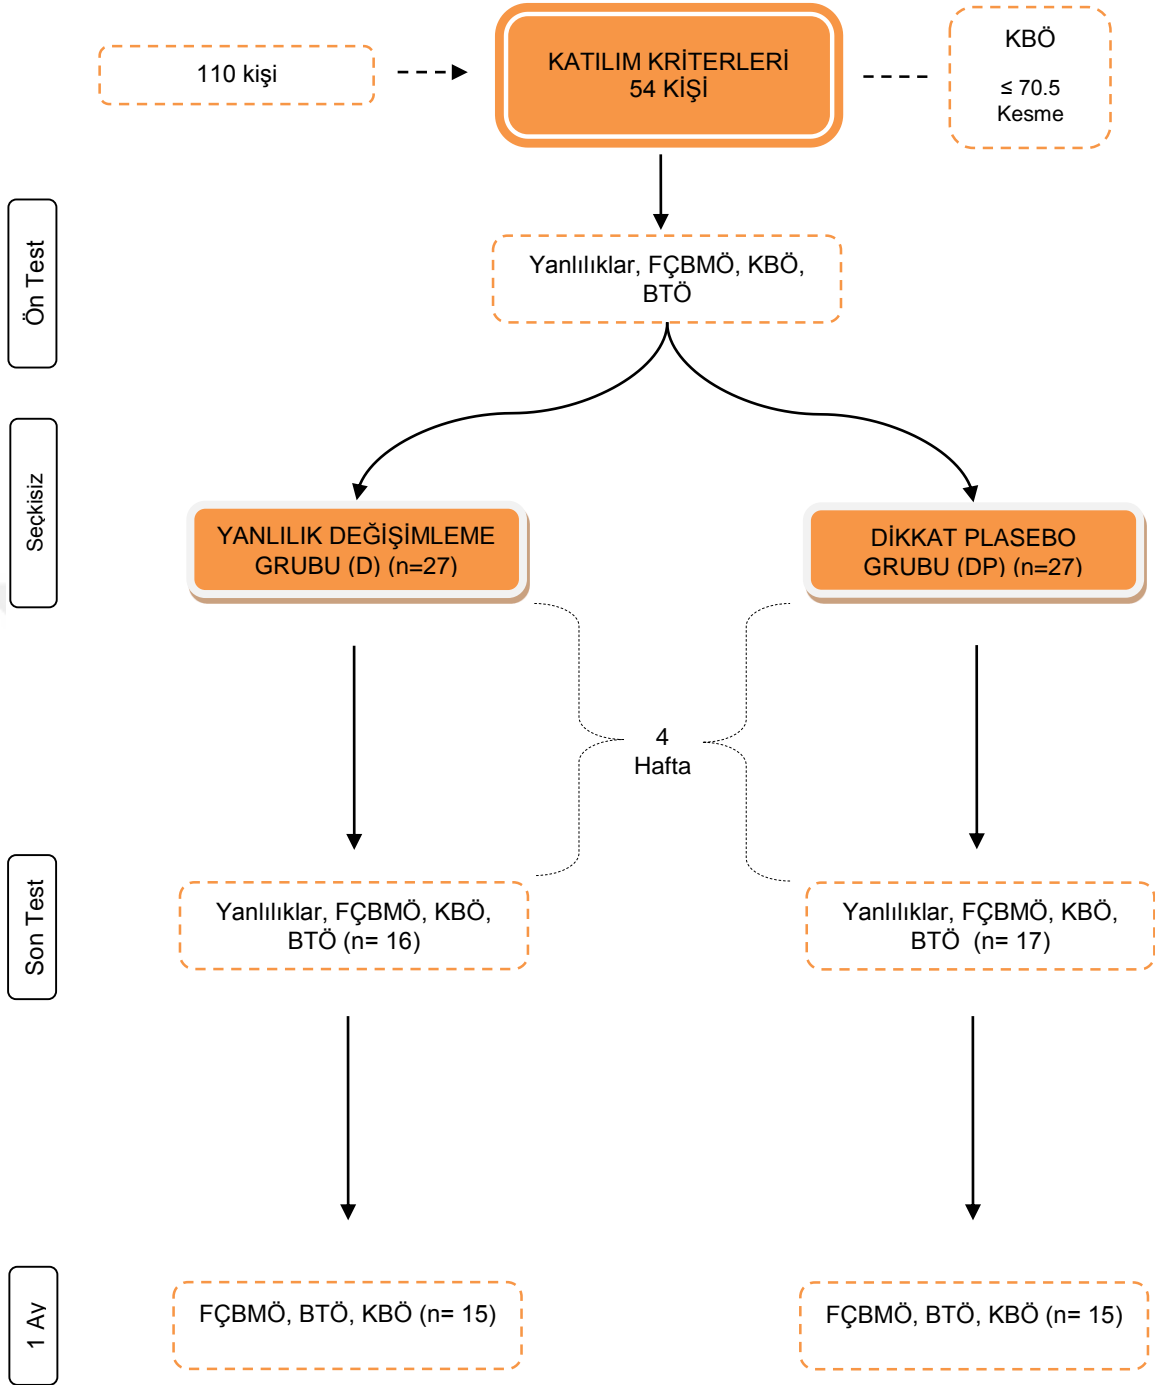 110 kişi
KATILIM KRİTERLERİ
54 KİŞİ
KBÖ
≤ 70.5
Kesme
Ön Test
Yanlılıklar, FÇBMÖ, KBÖ,
BTÖ
Seçkisiz
YANLILIK DEĞİŞİMLEME
GRUBU (D) (n=27)
DİKKAT PLASEBO
GRUBU (DP) (n=27)
4
Hafta
Son Test
Yanlılıklar, FÇBMÖ, KBÖ,
BTÖ (n= 16)
Yanlılıklar, FÇBMÖ, KBÖ,
BTÖ (n= 17)
1 Ay
FÇBMÖ, BTÖ, KBÖ (n= 15)
FÇBMÖ, BTÖ, KBÖ (n= 15)